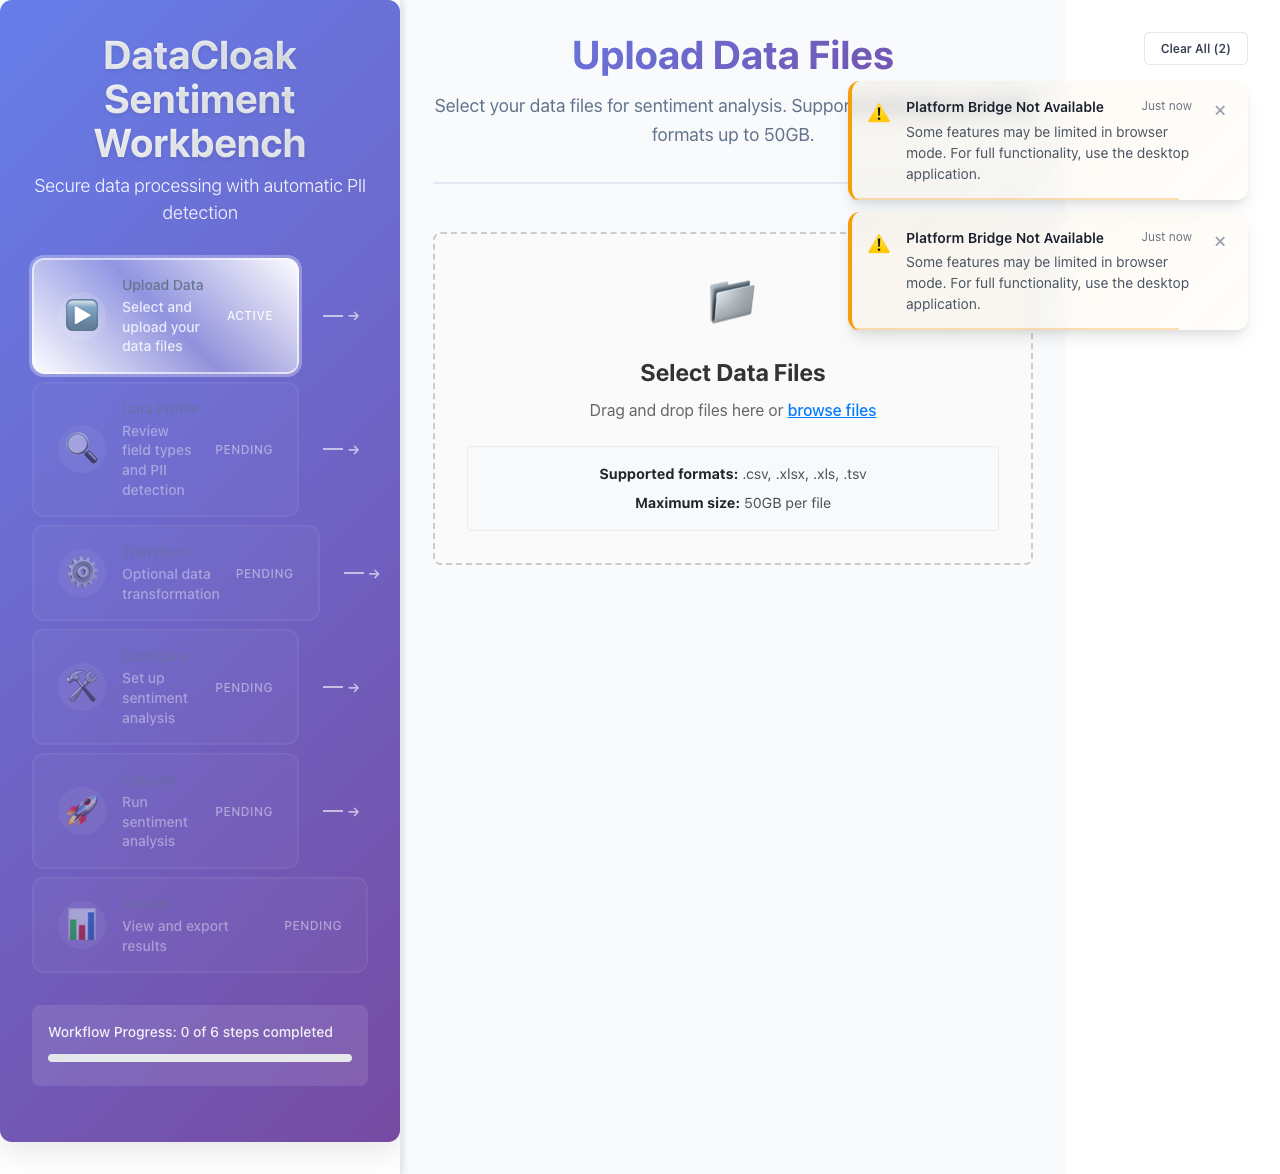 DataCloak
Sentiment
Workbench
Secure data processing with automatic PII
detection
Upload Data
Select and
upload your
data files
ACTIVE
Data Profile
Review
field types
and PII
detection
PENDING
Transform
Optional data
transformation
PENDING
Configure
Set up
sentiment
analysis
PENDING
Run
sentiment
analysis
PENDING
View and export
results
PENDING
Workflow Progress: 0 of 6 steps completed
Upload Data Files
Select your data files for sentiment analysis. Suppor
formats up to 50GB.
Select Data Files
Drag and drop files here or browse files
Supported formats: .csv, .xlsx, .xls, .tsv
Maximum size: 50GB per file
Clear All (2)
Platform Bridge Not Available
Just now
Some features may be limited in browser
mode. For full functionality, use the desktop
application.
Platform Bridge Not Available
Just now
Some features may be limited in browser
mode. For full functionality, use the desktop
application.